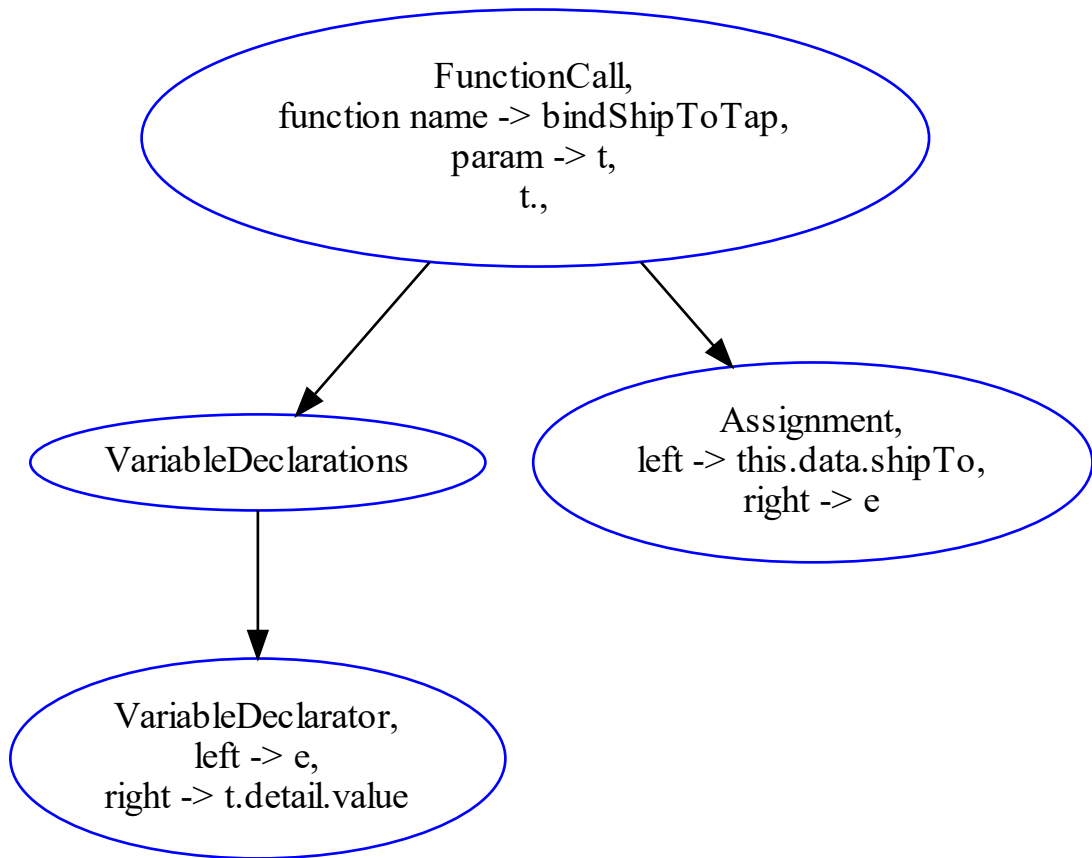 FunctionCall,
function name -> bindShipToTap,
param -> t,
t.,
VariableDeclarations
Assignment,
left -> this.data.shipTo,
right -> e
VariableDeclarator,
left -> e,
right -> t.detail.value